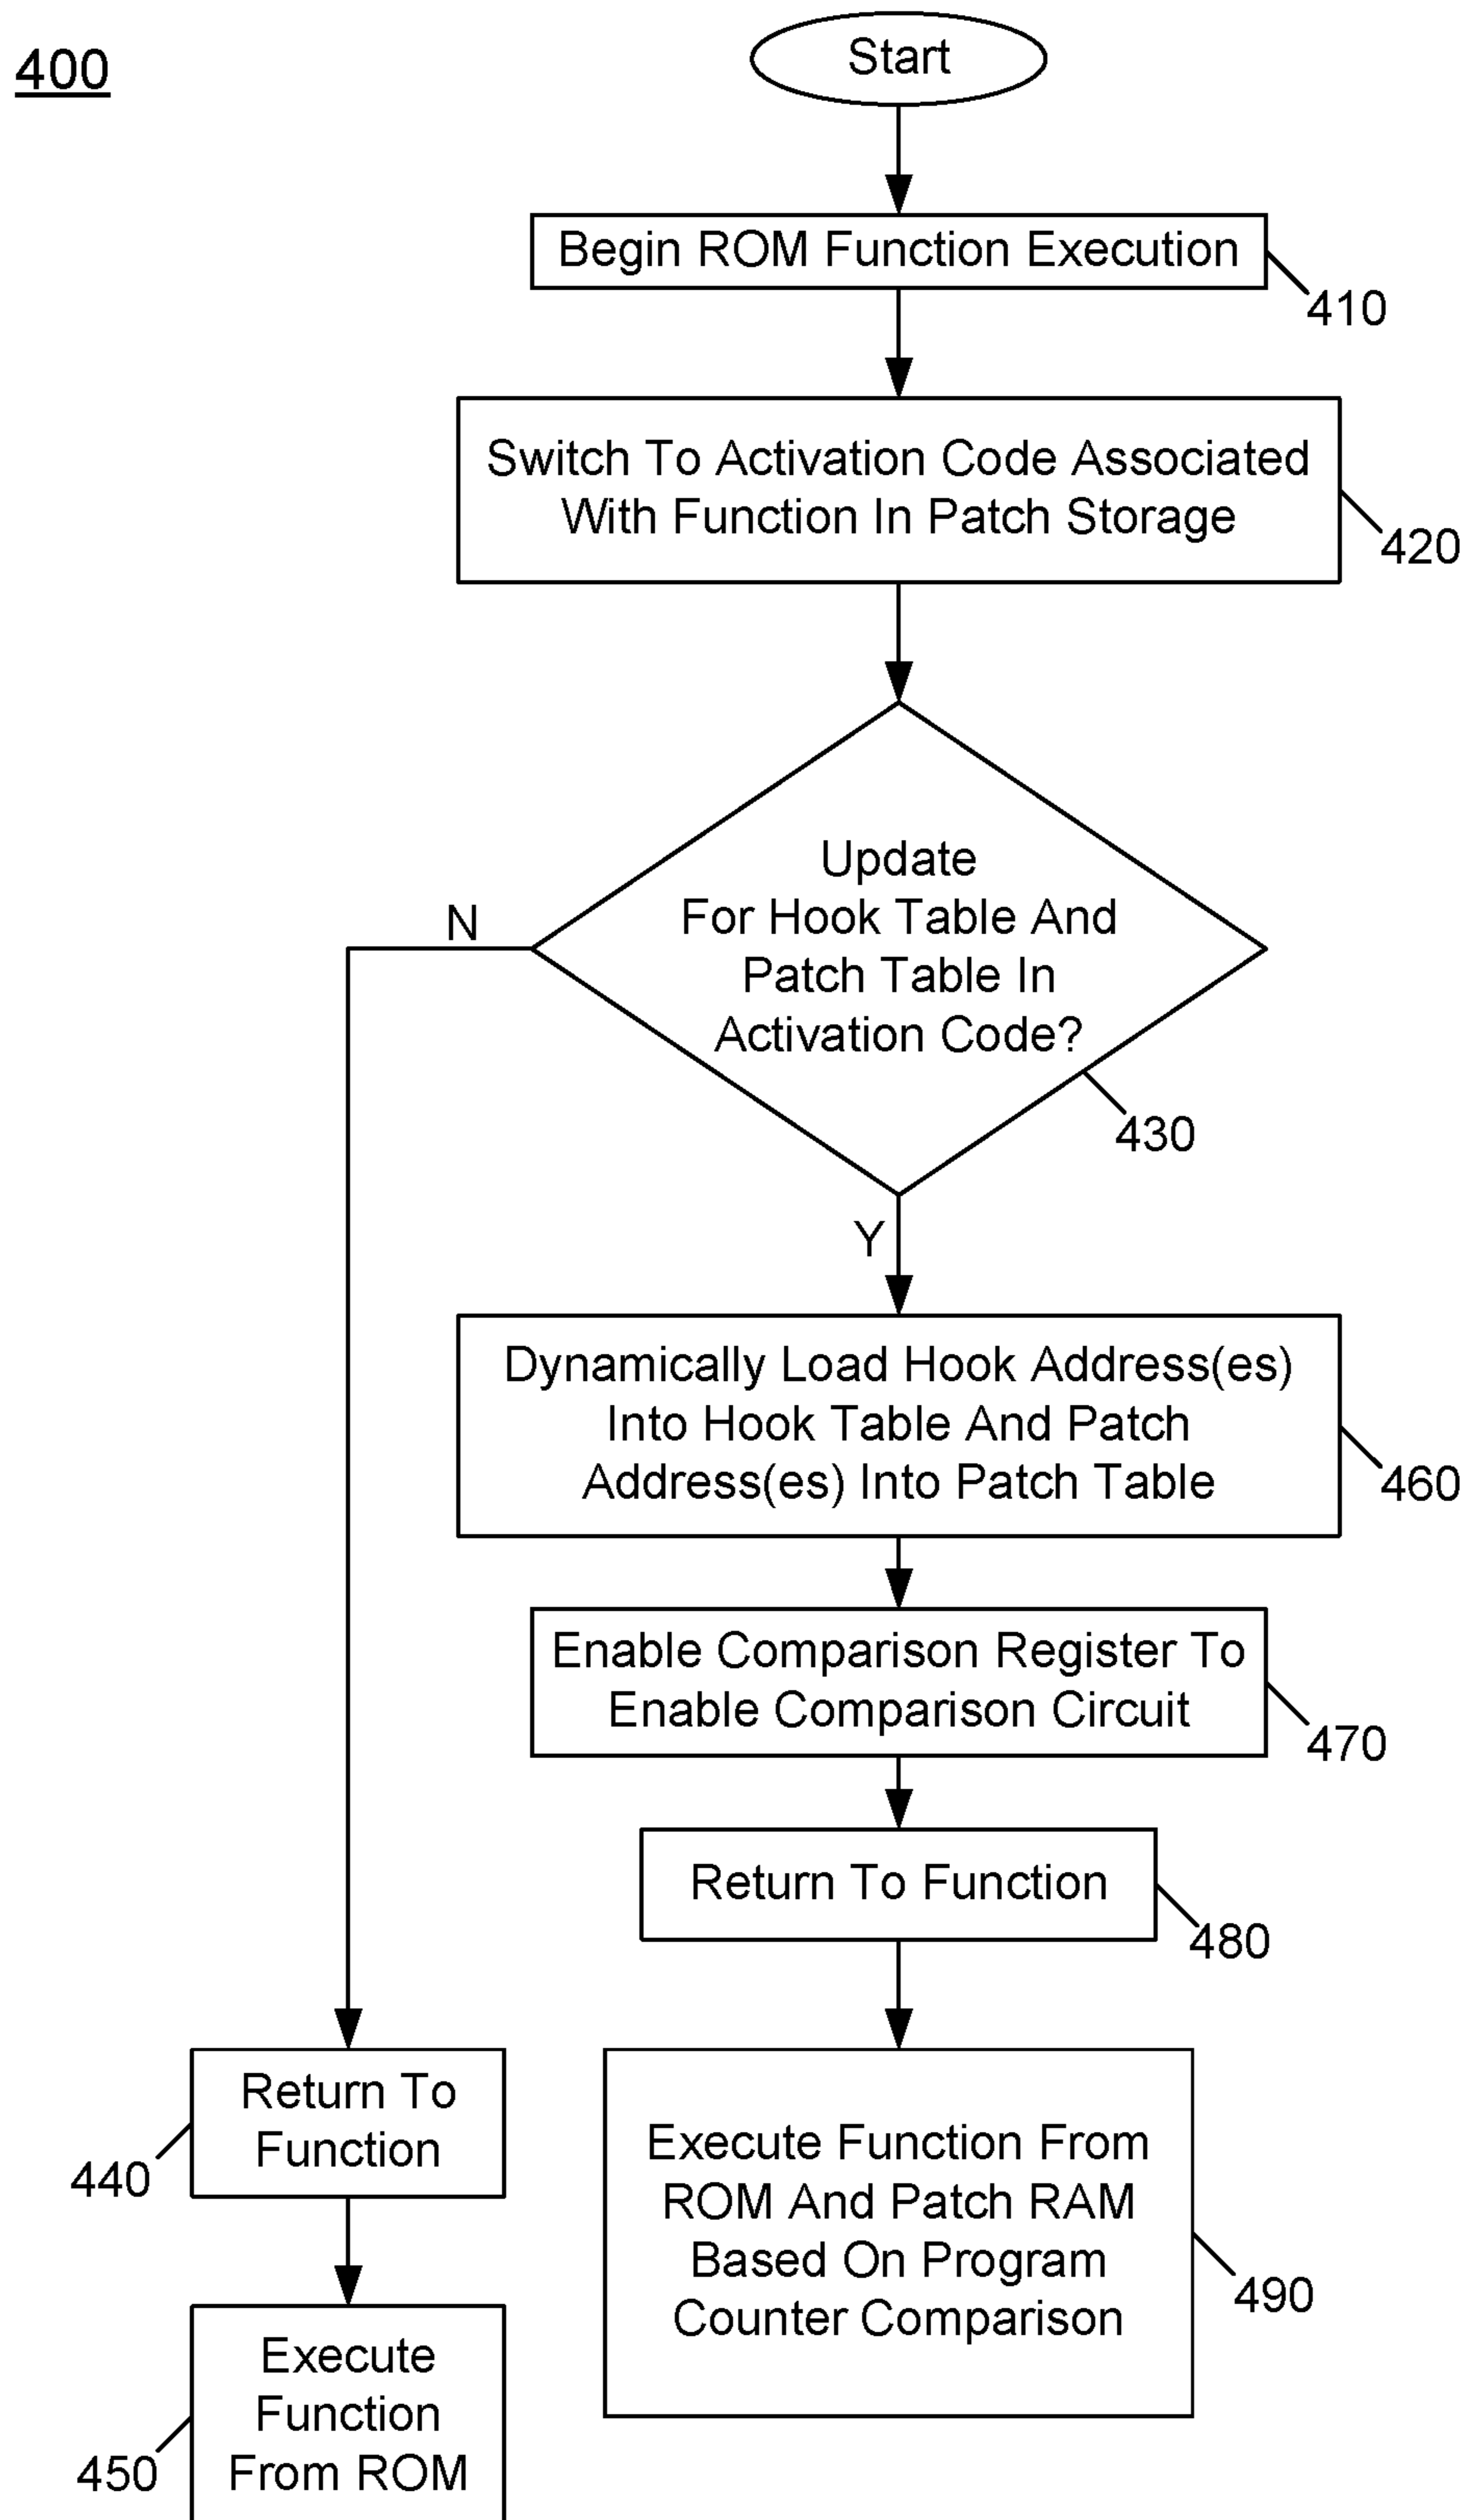 400
Start
Begin ROM Function Execution
410
Switch To Activation Code Associated
With Function In Patch Storage
420
Update
For Hook Table And
Patch Table In
Activation Code?
430
N
Y
Dynamically Load Hook Address(es)
Into Hook Table And Patch
Address(es) Into Patch Table
460
Enable Comparison Register To
Enable Comparison Circuit
470
Return To Function
480
Return To
Function
440
Execute Function From
ROM And Patch RAM
Based On Program
Counter Comparison
490
Execute
Function
From ROM
450